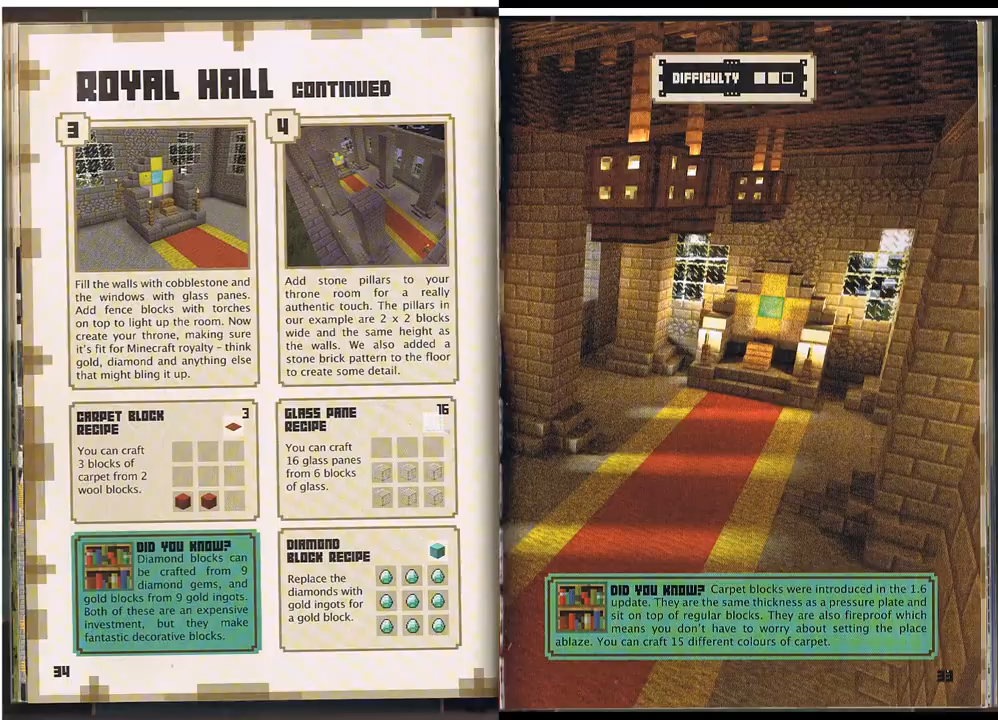 ROYAL HALL CONTINUED
3
Fill the walls with cobblestone and
the windows with glass panes.
Add fence blocks with torches
on top to light up the room. Now
create your throne, making sure
it's fit for Minecraft royalty – think
gold, diamond and anything else
that might bling it up.
4
Add stone pillars to your
throne room for a really
authentic touch. The pillars in
our example are 2 x 2 blocks
wide and the same height as
the walls. We also added a
stone brick pattern to the floor
to create some detail.
CARPET BLOCK
RECIPE
3
You can craft
3 blocks of
carpet from 2
wool blocks.
GLASS PANE
RECIPE
16
You can craft
16 glass panes
from 6 blocks
of glass.
DID YOU KNOW?
Diamond blocks can
be crafted from 9
diamond gems, and
gold blocks from 9 gold ingots.
Both of these are an expensive
investment, but they make
fantastic decorative blocks.
DIAMOND
BLOCK RECIPE
Replace the
diamonds with
gold ingots for
a gold block.
34
DIFFICULTY
DID YOU KNOW? Carpet blocks were introduced in the 1.6
update. They are the same thickness as a pressure plate and
sit on top of regular blocks. They are also fireproof which
means you don't have to worry about setting the place
ablaze. You can craft 15 different colours of carpet.